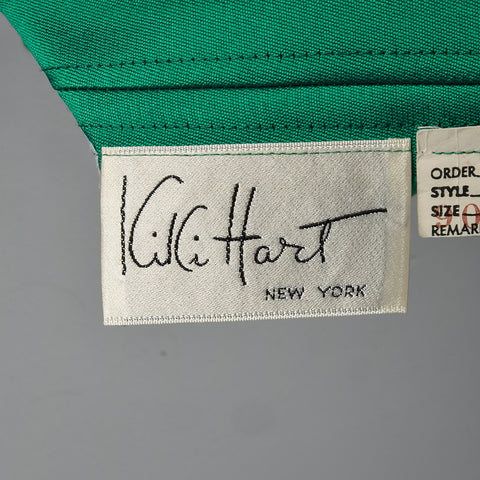 KiKi Hart
NEW YORK
ORDER
STYLE
SIZE
REMAR